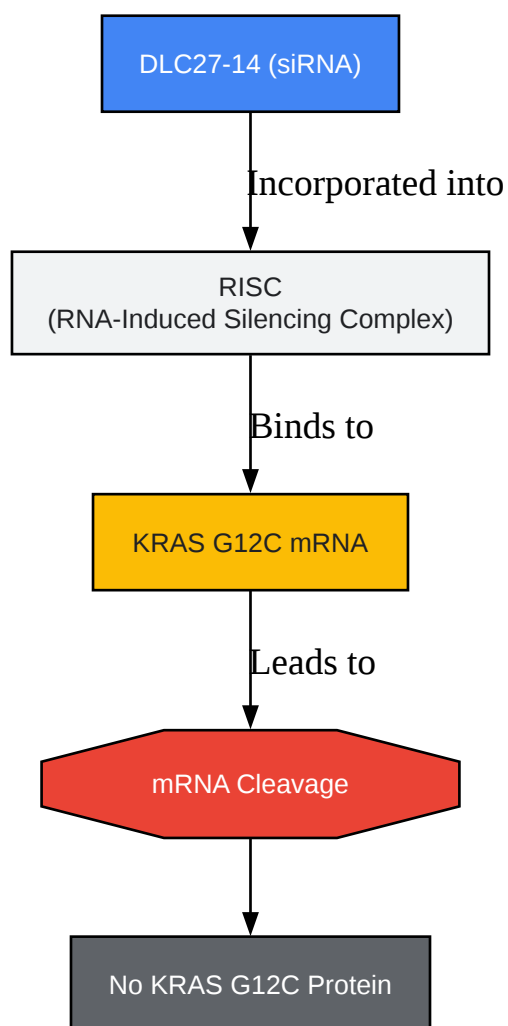 DLC27-14 (siRNA)
Incorporated into
RISC
(RNA-Induced Silencing Complex)
Binds to
KRAS G12C mRNA
Leads to
mRNA Cleavage
No KRAS G12C Protein